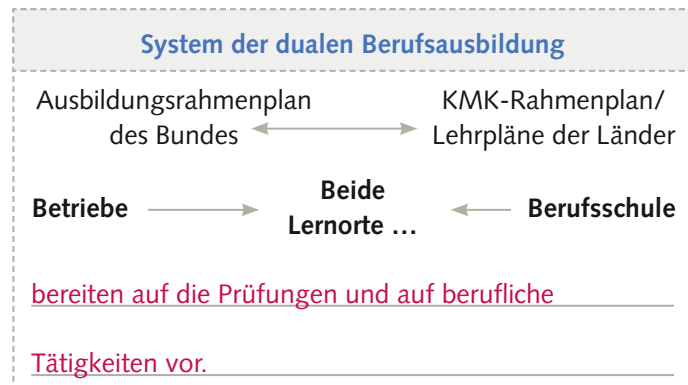 System der dualen Berufsausbildung
Ausbildungsrahmenplan des Bundes
KMK-Rahmenplan/ Lehrpläne der Länder
Betriebe
Beide Lernorte …
Berufsschule
bereiten auf die Prüfungen und auf berufliche
Tätigkeiten vor.